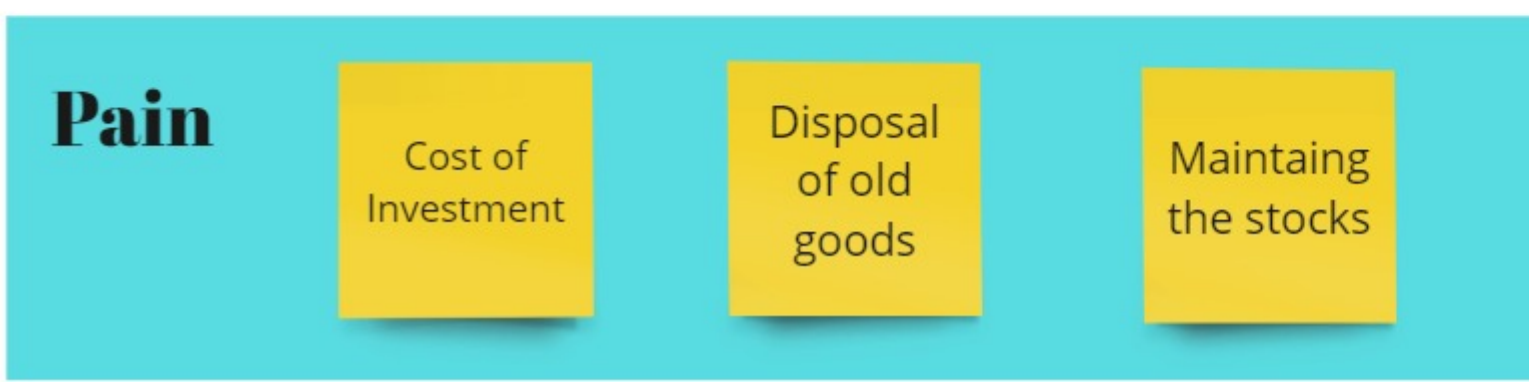 Pain
Cost of
Investment
Disposal
of old
goods
Maintaing
the stocks